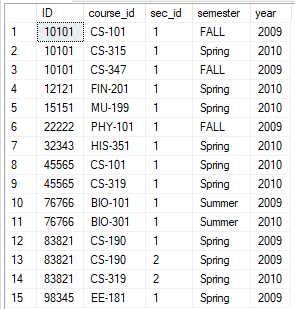 ID course_id sec_id semester year
1 10101 CS-101 1 FALL 2009
2 10101 CS-315 1 Spring 2010
3 10101 CS-347 1 FALL 2009
4 12121 FIN-201 1 Spring 2010
5 15151 MU-199 1 Spring 2010
6 22222 PHY-101 1 FALL 2009
7 32343 HIS-351 1 Spring 2010
8 45565 CS-101 1 Spring 2010
9 45565 CS-319 1 Spring 2010
10 76766 BIO-101 1 Summer 2009
11 76766 BIO-301 1 Summer 2010
12 83821 CS-190 1 Spring 2009
13 83821 CS-190 2 Spring 2009
14 83821 CS-319 2 Spring 2010
15 98345 EE-181 1 Spring 2009